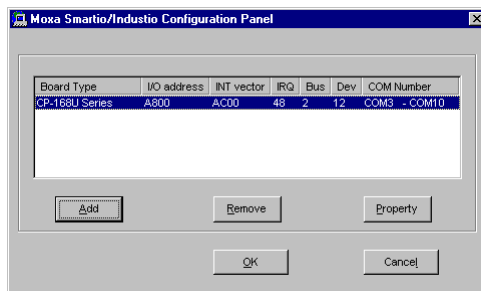 Moxa Smartio/Industio Configuration Panel
Board Type I/O address INT vector IRQ Bus Dev COM Number
CP-168U Series A800 AC00 48 2 12 COM3 - COM10
Add Remove Property
OK Cancel